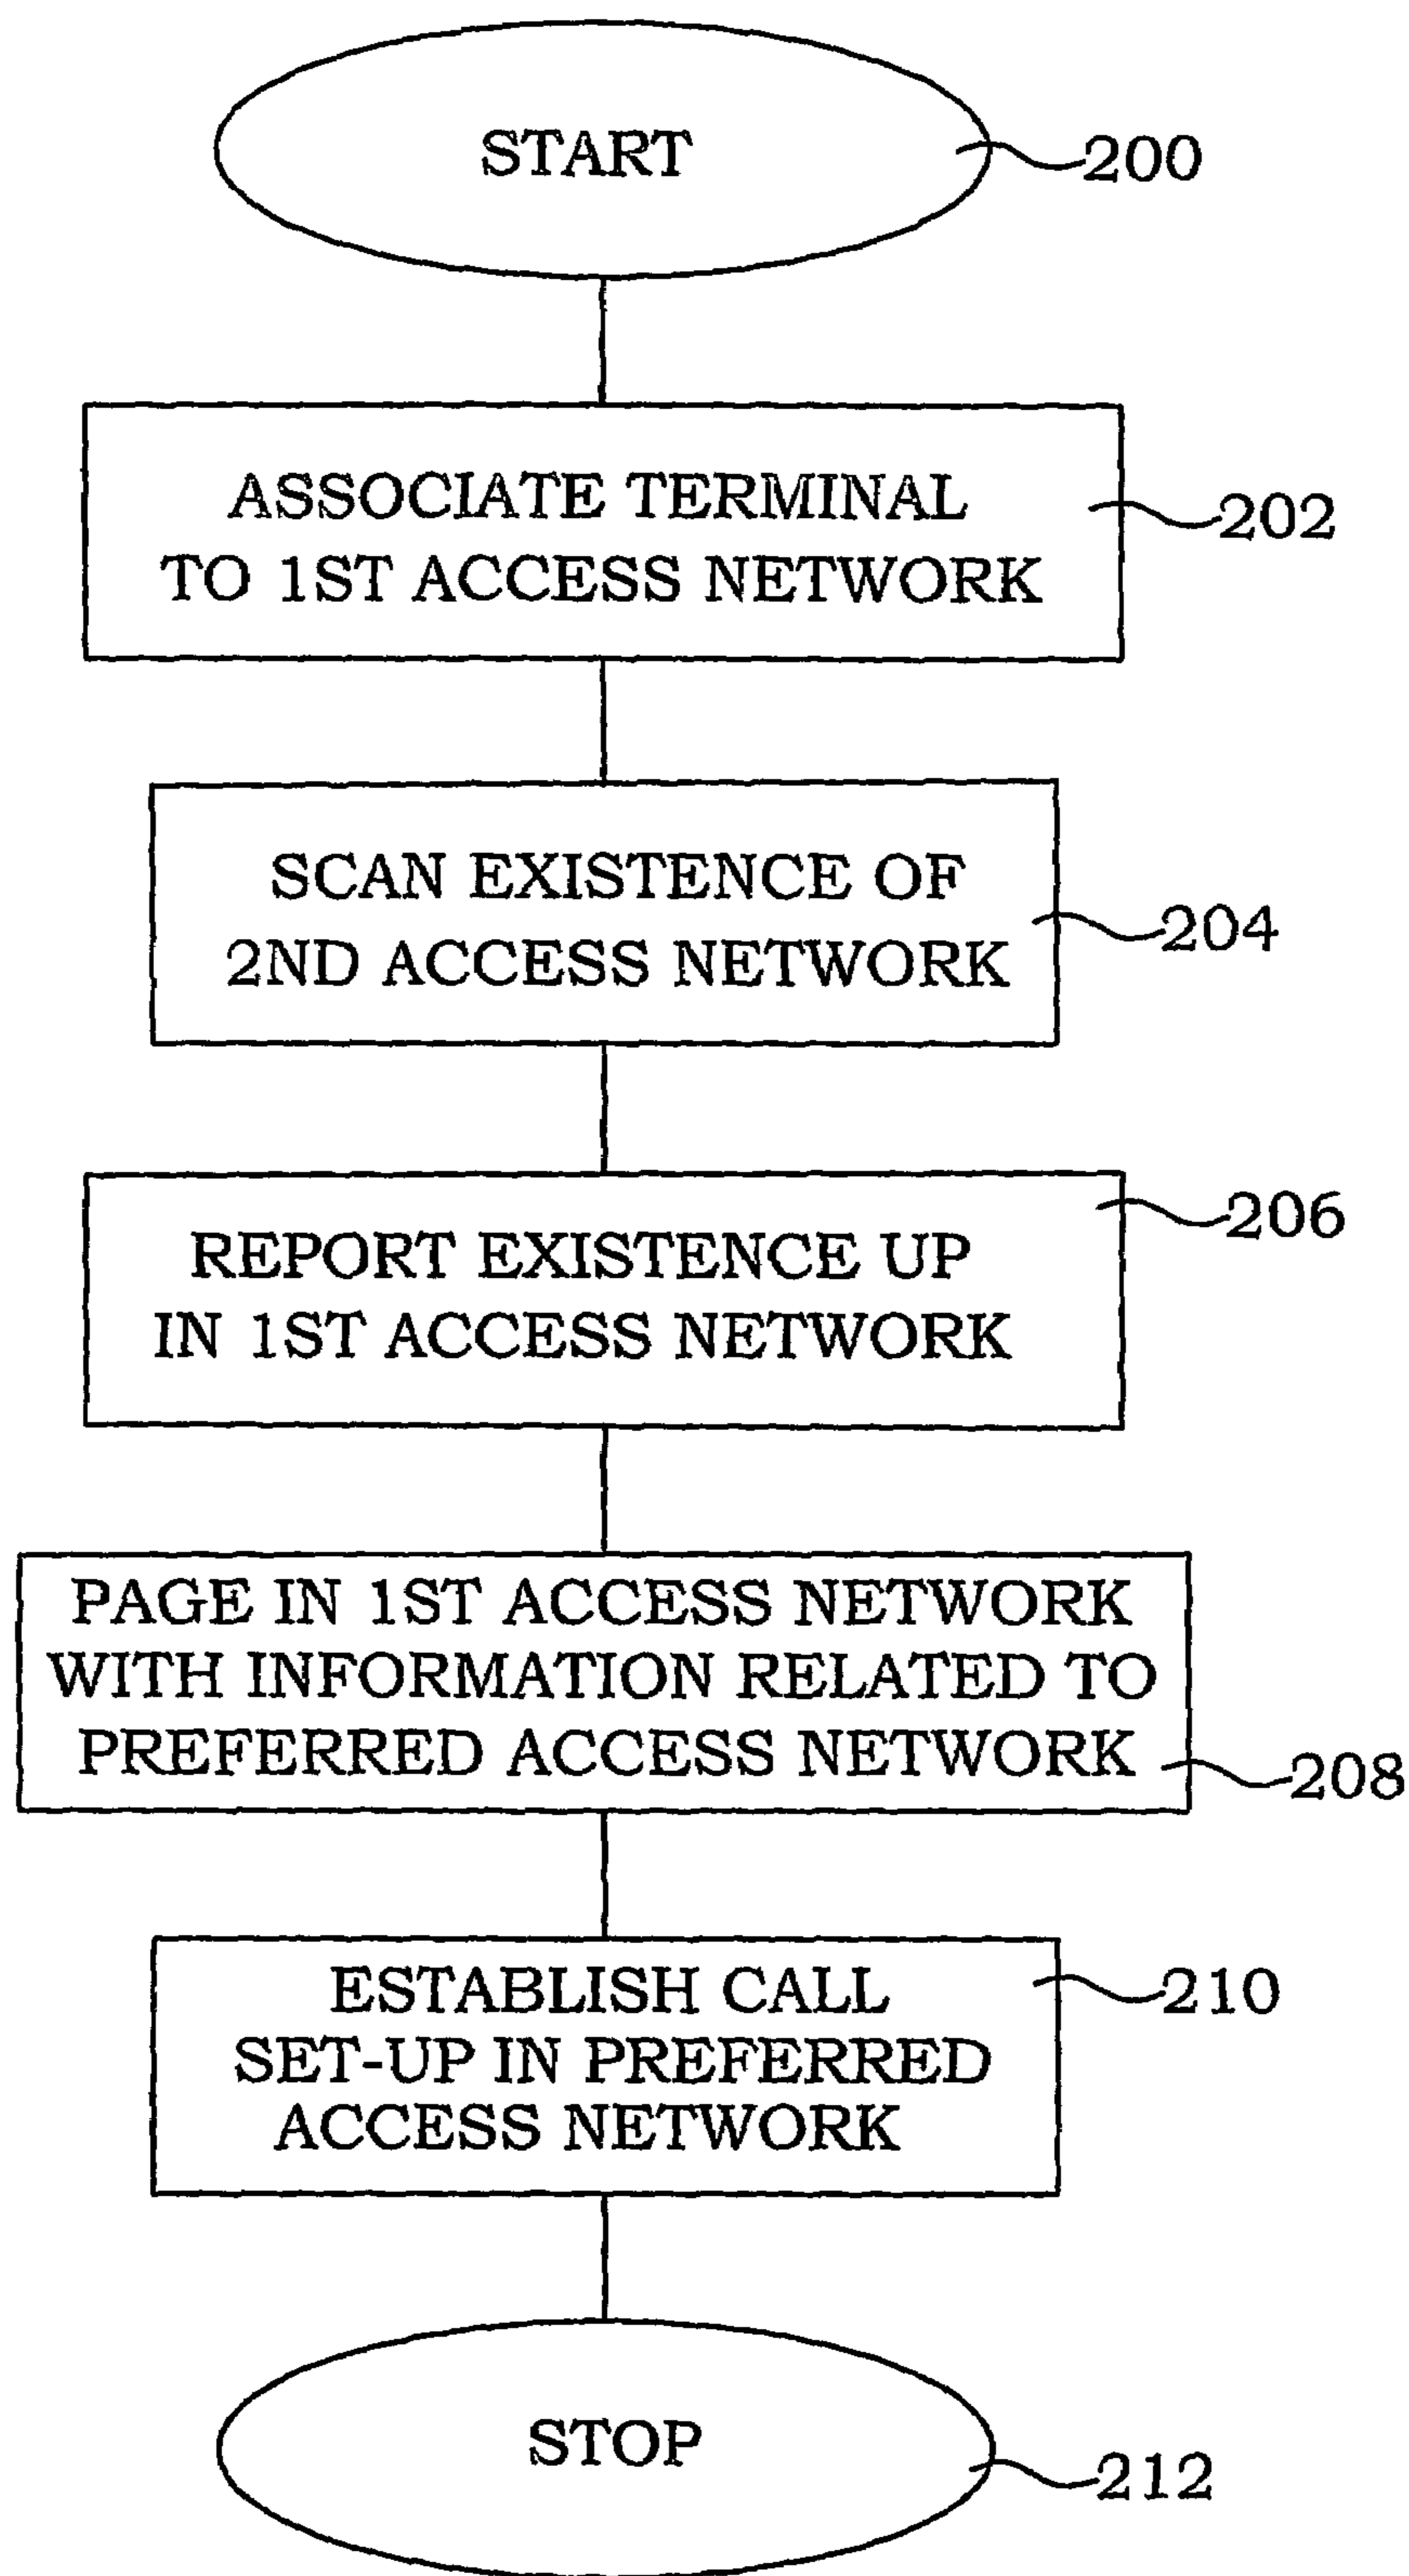 START
200
ASSOCIATE TERMINAL
TO 1ST ACCESS NETWORK
202
SCAN EXISTENCE OF
2ND ACCESS NETWORK
204
REPORT EXISTENCE UP
IN 1ST ACCESS NETWORK
206
PAGE IN 1ST ACCESS NETWORK
WITH INFORMATION RELATED TO
PREFERRED ACCESS NETWORK
208
ESTABLISH CALL
SET-UP IN PREFERRED
ACCESS NETWORK
210
STOP
212